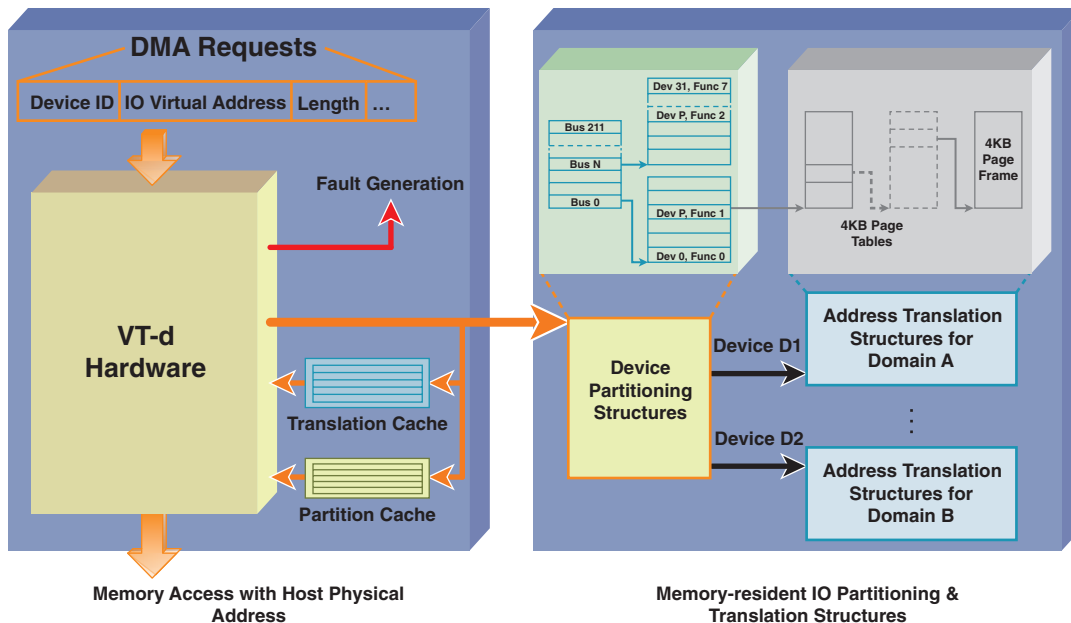 DMA Requests
Device ID IO Virtual Address Length ...
Fault Generation
VT-d
Hardware
Translation Cache
Partition Cache
Memory Access with Host Physical
Address
Dev 31, Func 7
Dev P, Func 2
Bus 211
Bus N
Bus 0
Dev P, Func 1
Dev 0, Func 0
4KB Page
Tables
4KB
Page
Frame
Device
Partitioning
Structures
Device D1
Device D2
Address Translation
Structures for
Domain A
Address Translation
Structures for
Domain B
Memory-resident IO Partitioning &
Translation Structures